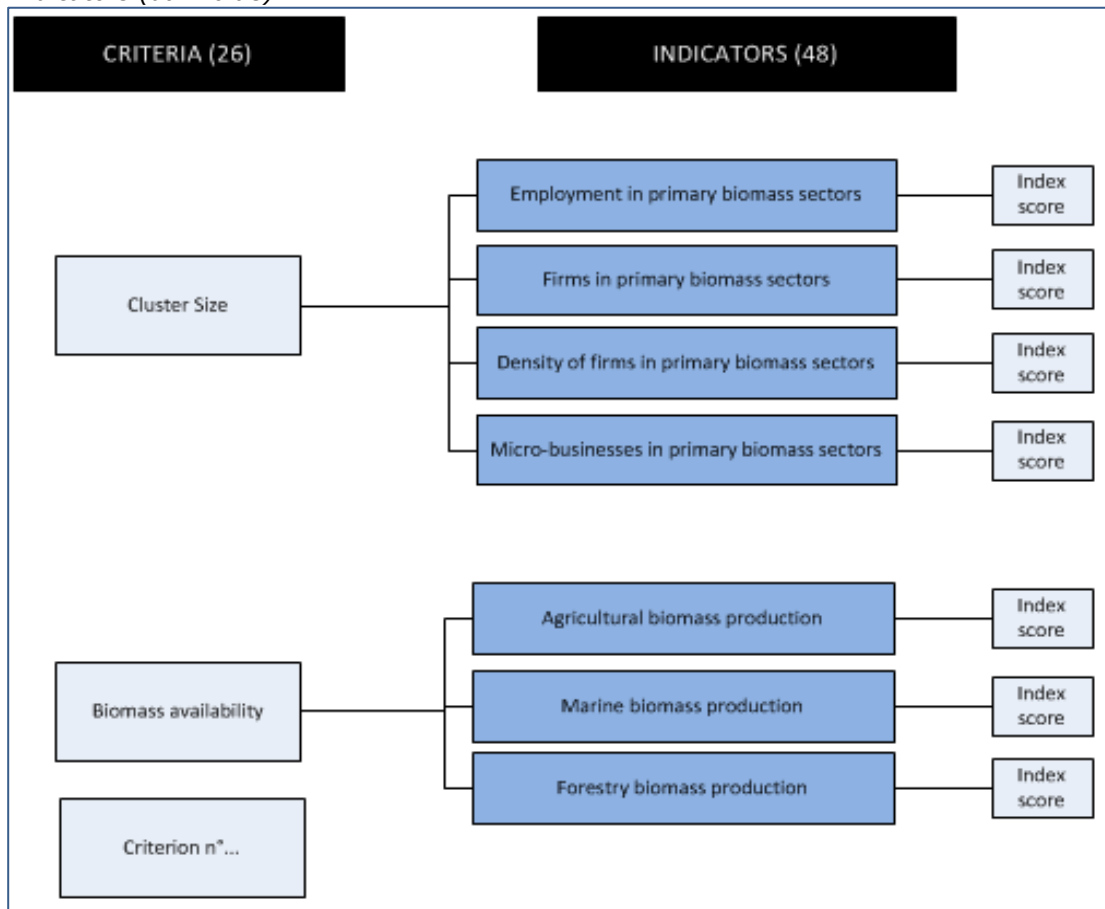 CRITERIA (26)
INDICATORS (48)
Employment in primary biomass sectors
Index
score
Cluster Size
Firms in primary biomass sectors
Index
score
Density of firms in primary biomass sectors
Index
score
Micro-businesses in primary biomass sectors
Index
score
Biomass availability
Agricultural biomass production
Index
score
Marine biomass production
Index
score
Forestry biomass production
Index
score
Criterion n°...